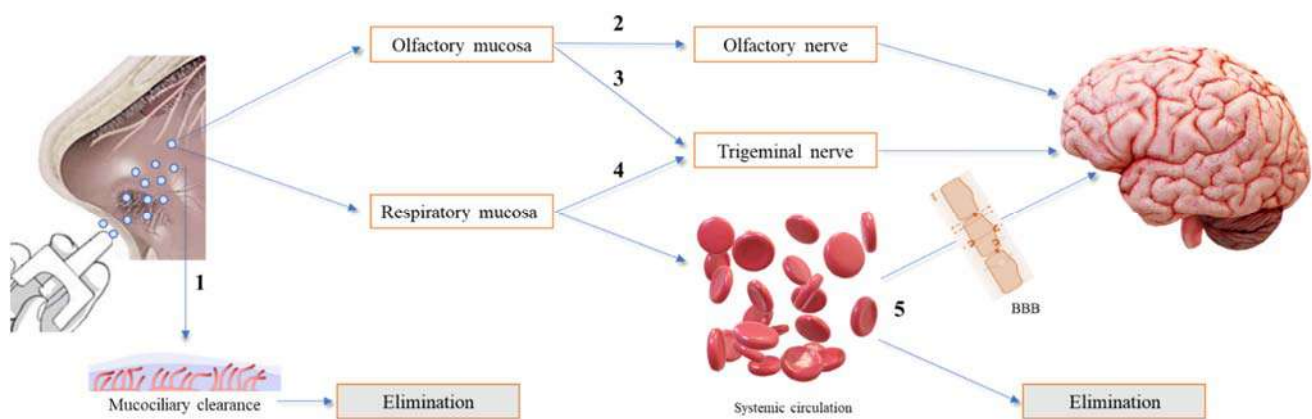 2
Olfactory mucosa
Olfactory nerve
3
4
Trigeminal nerve
Respiratory mucosa
1
5
BBB
Mucociliary clearance
Elimination
Systemic circulation
Elimination